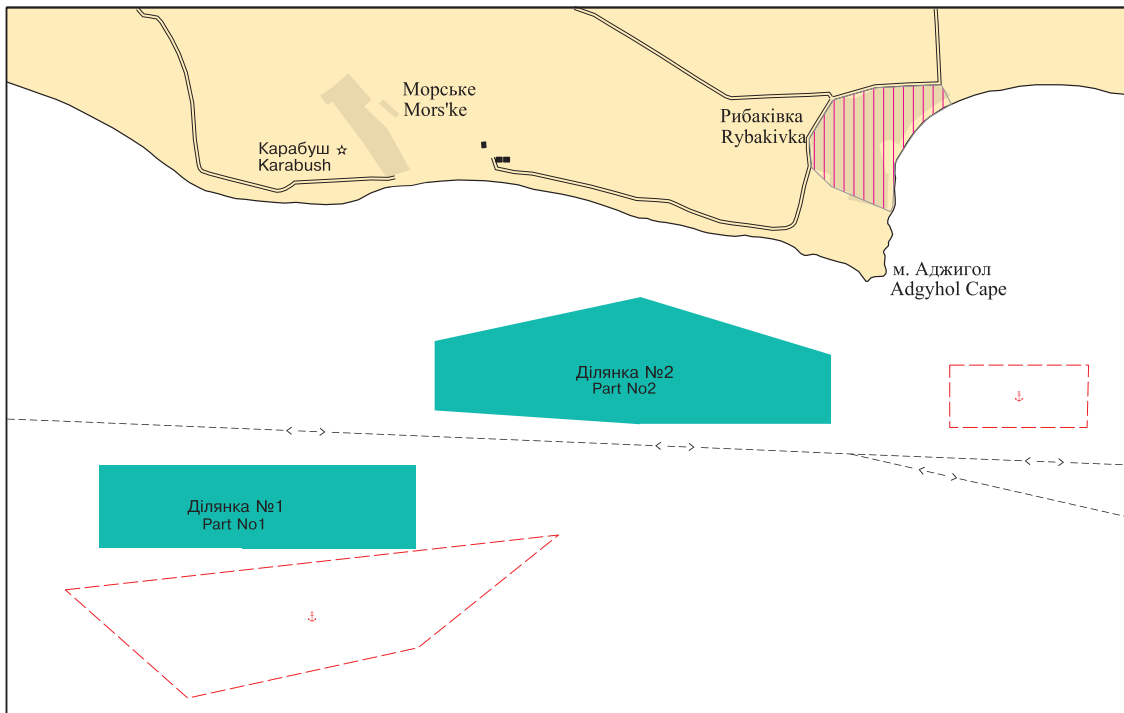 Морське
Mors'ke
Рибаківка
Rybakivka
Карабуш
Karabush
м. Аджигол
Adgyhol Cape
Ділянка №2
Part No2
Ділянка №1
Part No1